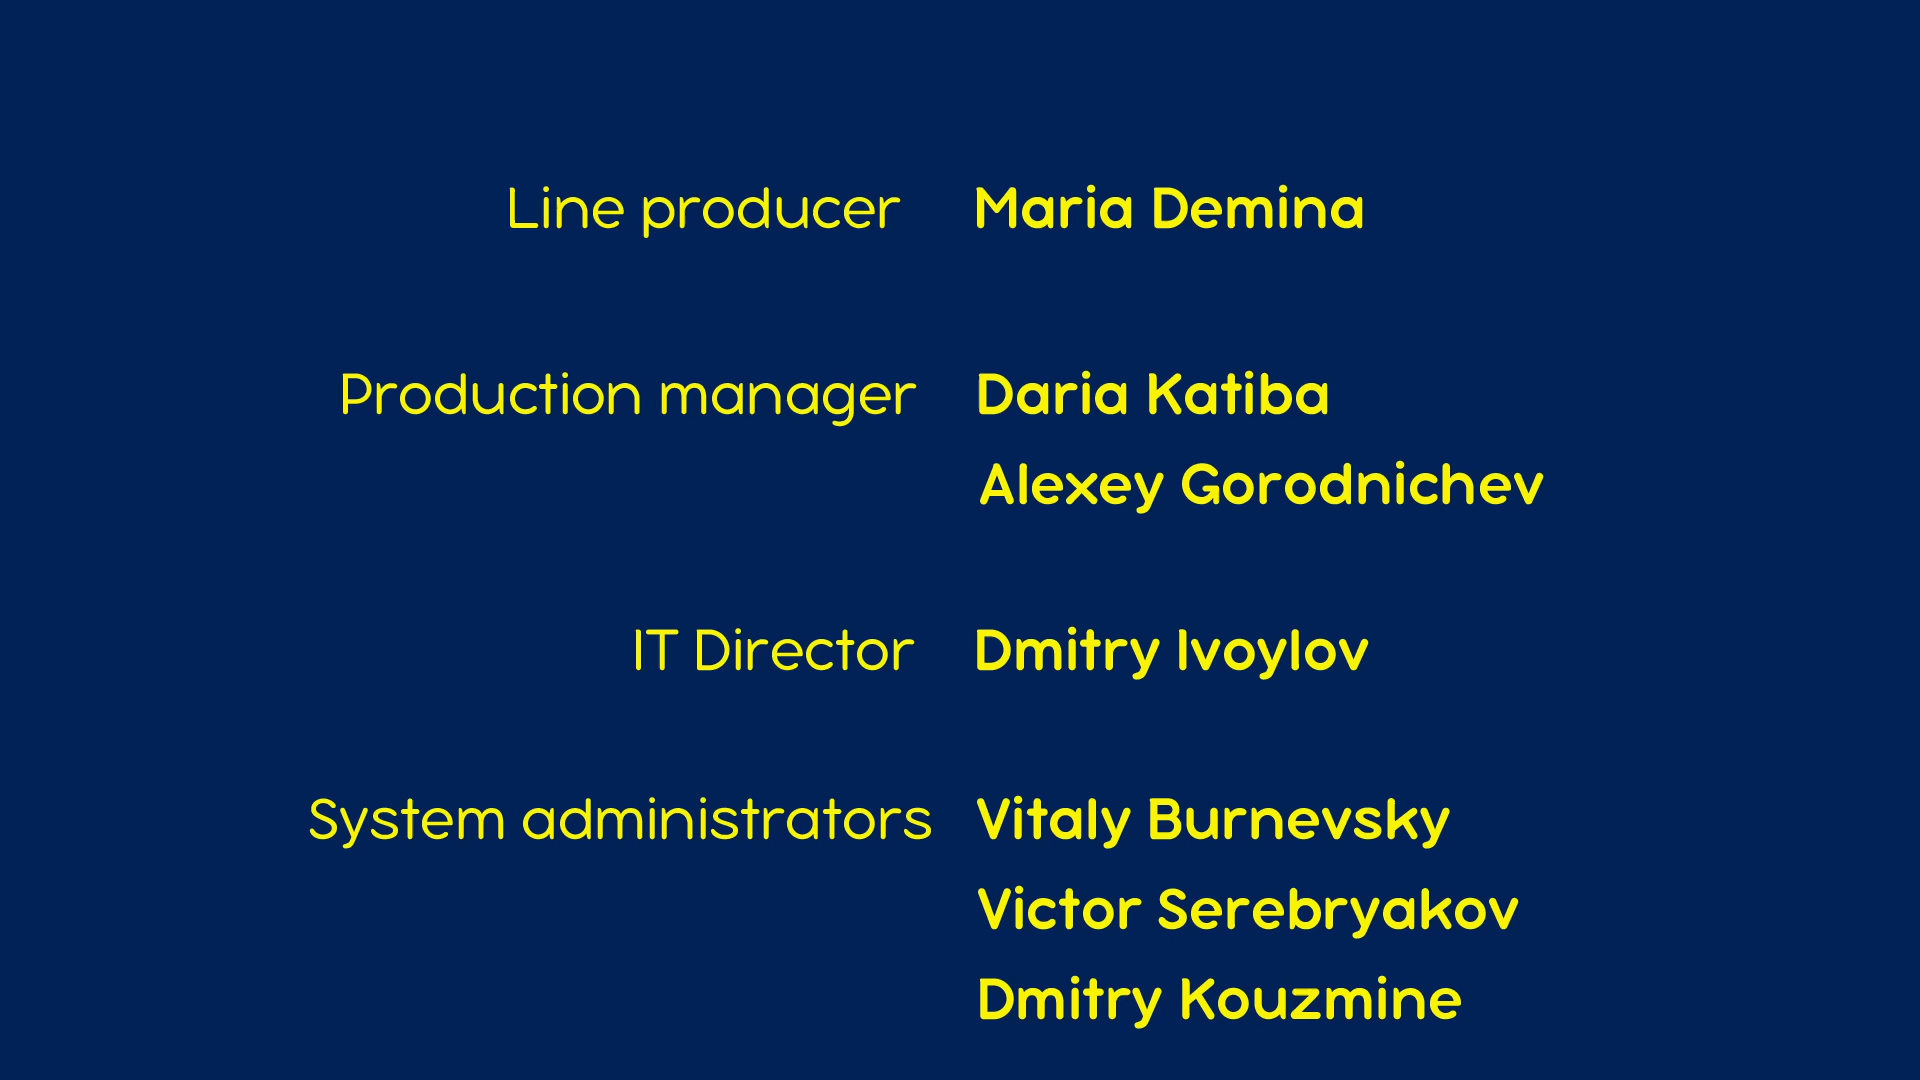 Line producer Maria Demina
Production manager Daria Katiba
Alexey Gorodnichev
IT Director Dmitry Ivoylov
System administrators Vitaly Burnevsky
Victor Serebryakov
Dmitry Kouzmine